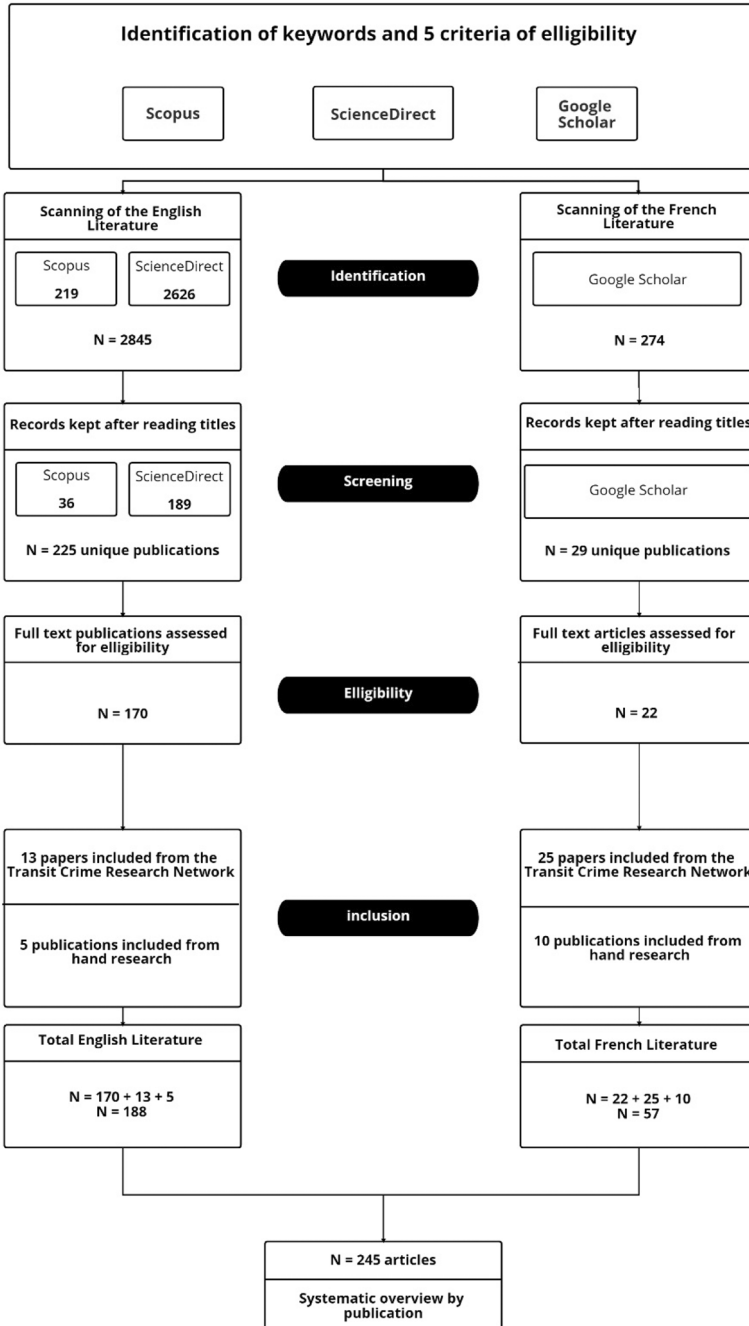 Identification of keywords and 5 criteria of elligibility
Scopus
ScienceDirect
Google
Scholar
Scanning of the English
Literature
Scopus
219
ScienceDirect
2626
N = 2845
Identification
Scanning of the French
Literature
Google Scholar
N = 274
Records kept after reading titles
Scopus
36
ScienceDirect
189
N = 225 unique publications
Screening
Records kept after reading titles
Google Scholar
N = 29 unique publications
Full text publications assessed
for elligibility
N = 170
Elligibility
Full text articles assessed for
elligibility
N = 22
13 papers included from the
Transit Crime Research Network
5 publications included from
hand research
inclusion
25 papers included from the
Transit Crime Research Network
10 publications included from
hand research
Total English Literature
N = 170 + 13 + 5
N = 188
Total French Literature
N = 22 + 25 + 10
N = 57
N = 245 articles
Systematic overview by
publication